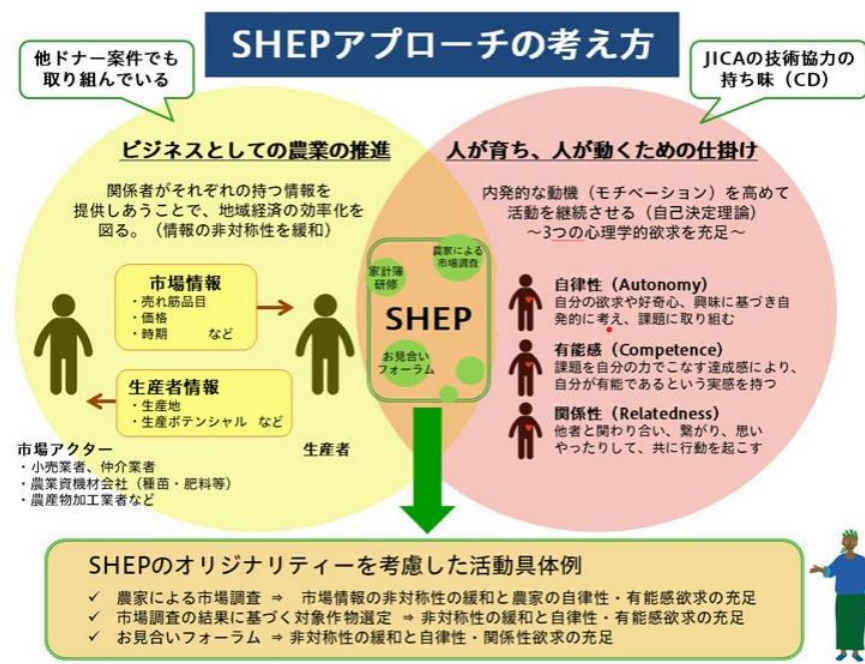 SHEPアプローチの考え方
他ドナー案件でも
取り組んでいる
JICAの技術協力の
持ち味（CD）
ビジネスとしての農業の推進
関係者がそれぞれの持つ情報を
提供しあうことで、地域経済の効率化を
図る。（情報の非対称性を緩和）
市場情報
・売れ筋品目
・価格
・時期　　など
生産者情報
・生産地
・生産ポテンシャル など
市場アクター
・小売業者、仲介業者
・農業資機材会社（種苗・肥料等）
・農産物加工業者など
生産者
農家による
市場調査
家計簿
研修
SHEP
お見合い
フォーラム
人が育ち、人が動くための仕掛け
内発的な動機（モチベーション）を高めて
活動を継続させる（自己決定理論）
～3つの心理学的欲求を充足～
自律性（Autonomy）
自分の欲求や好奇心、興味に基づき自
発的に考え、課題に取り組む
有能感（Competence）
課題を自分の力でこなす達成感により、
自分が有能であるという実感を持つ
関係性（Relatedness）
他者と関わり合い、繋がり、思い
やったりして、共に行動を起こす
SHEPのオリジナリティーを考慮した活動具体例
✓ 農家による市場調査 ⇒ 市場情報の非対称性の緩和と農家の自律性・有能感欲求の充足
✓ 市場調査の結果に基づく対象作物選定 ⇒ 非対称性の緩和と自律性・有能感欲求の充足
✓ お見合いフォーラム ⇒ 非対称性の緩和と自律性・関係性欲求の充足